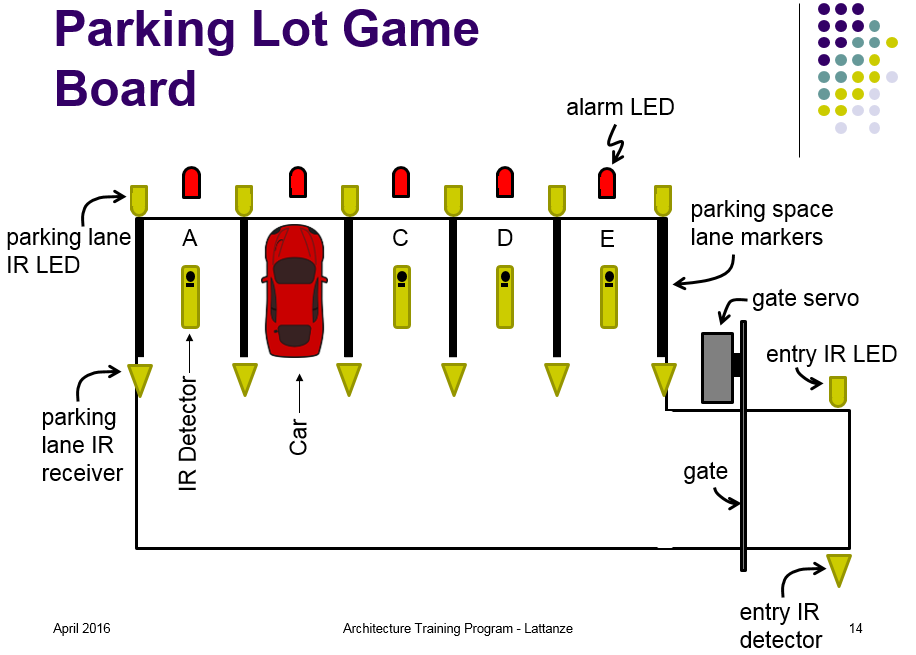 Parking Lot Game
Board
alarm LED
parking lane
IR LED
A
C
D
E
parking space
lane markers
gate servo
entry IR LED
parking
lane IR
receiver
IR Detector
Car
gate
entry IR
detector
April 2016
Architecture Training Program - Lattanze
14